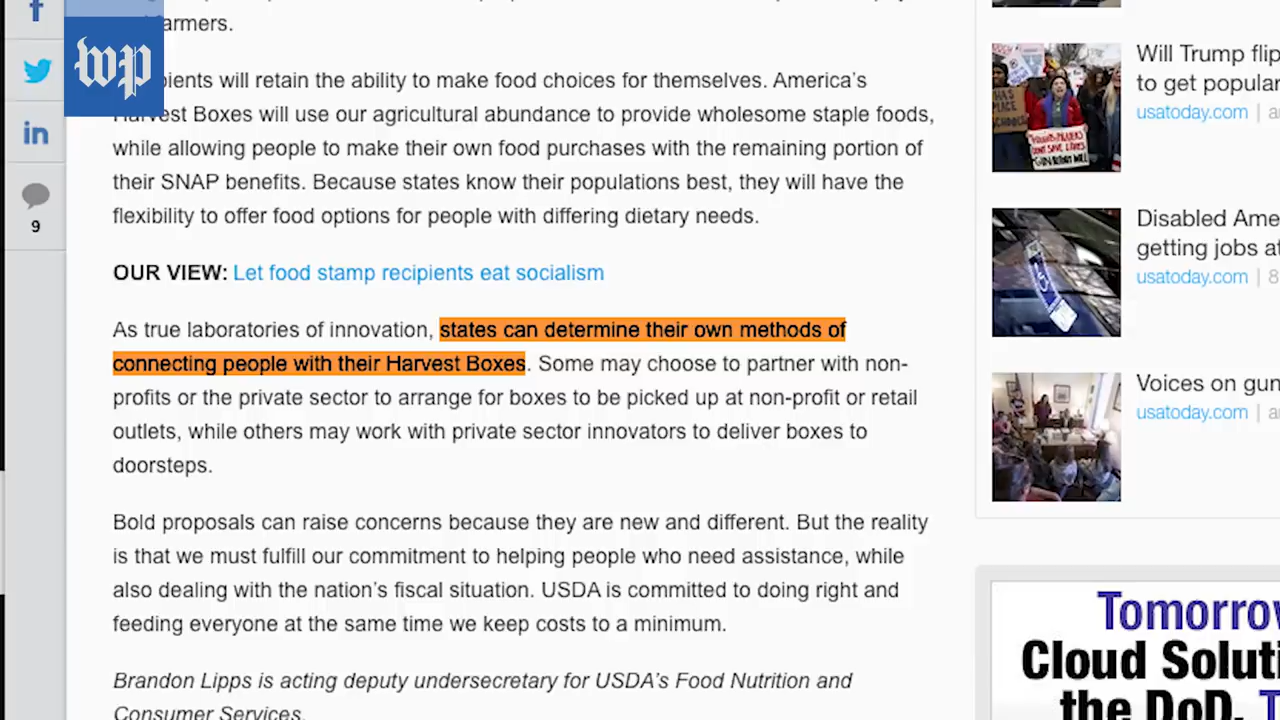 wp
armers.
pients will retain the ability to make food choices for themselves. America's
Harvest Boxes will use our agricultural abundance to provide wholesome staple foods,
while allowing people to make their own food purchases with the remaining portion of
their SNAP benefits. Because states know their populations best, they will have the
flexibility to offer food options for people with differing dietary needs.
OUR VIEW: Let food stamp recipients eat socialism
As true laboratories of innovation, states can determine their own methods of
connecting people with their Harvest Boxes. Some may choose to partner with non-
profits or the private sector to arrange for boxes to be picked up at non-profit or retail
outlets, while others may work with private sector innovators to deliver boxes to
doorsteps.
Bold proposals can raise concerns because they are new and different. But the reality
is that we must fulfill our commitment to helping people who need assistance, while
also dealing with the nation's fiscal situation. USDA is committed to doing right and
feeding everyone at the same time we keep costs to a minimum.
Brandon Lipps is acting deputy undersecretary for USDA's Food Nutrition and
Consumer Services.
f
in
9
Will Trump flip
to get popular
usatoday.com |
Disabled Ame
getting jobs a
usatoday.com | 8
Voices on gun
usatoday.com |
Tomorrow
Cloud Soluti
the DoD. T